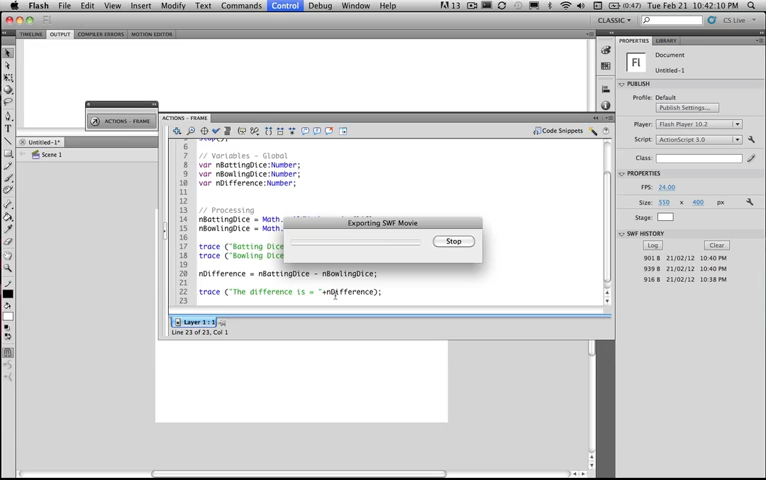 Flash File Edit View Insert Modify Text Commands Control Debug Window Help
13
(0:47) Tue Feb 21 10:42:10 PM
Fl
CLASSIC
CS Live
TIMELINE OUTPUT COMPILER ERRORS MOTION EDITOR
PROPERTIES LIBRARY
Fl
Document
Untitled-1
PUBLISH
Profile: Default
Publish Settings...
Player: Flash Player 10.2
Script: ActionScript 3.0
Class:
PROPERTIES
FPS: 24.00
Size: 550 x 400 px
Stage:
SWF HISTORY
Log Clear
901 B 21/02/12 10:40 PM
939 B 21/02/12 10:40 PM
916 B 21/02/12 10:38 PM
ACTIONS – FRAME
Untitled-1*
Scene 1
ACTIONS – FRAME
Code Snippets
6
7 // Variables - Global
8 var nBattingDice:Number;
9 var nBowlingDice:Number;
10 var nDifference:Number;
11
12
13 // Processing
14 nBattingDice = Math.
15 nBowlingDice = Math.
16
17 trace ("Batting Dice
18 trace ("Bowling Dice
19
20 nDifference = nBattingDice - nBowlingDice;
21
22 trace ("The difference is = "+nDifference);
23
Exporting SWF Movie
Stop
Layer 1 : 1
Line 23 of 23, Col 1